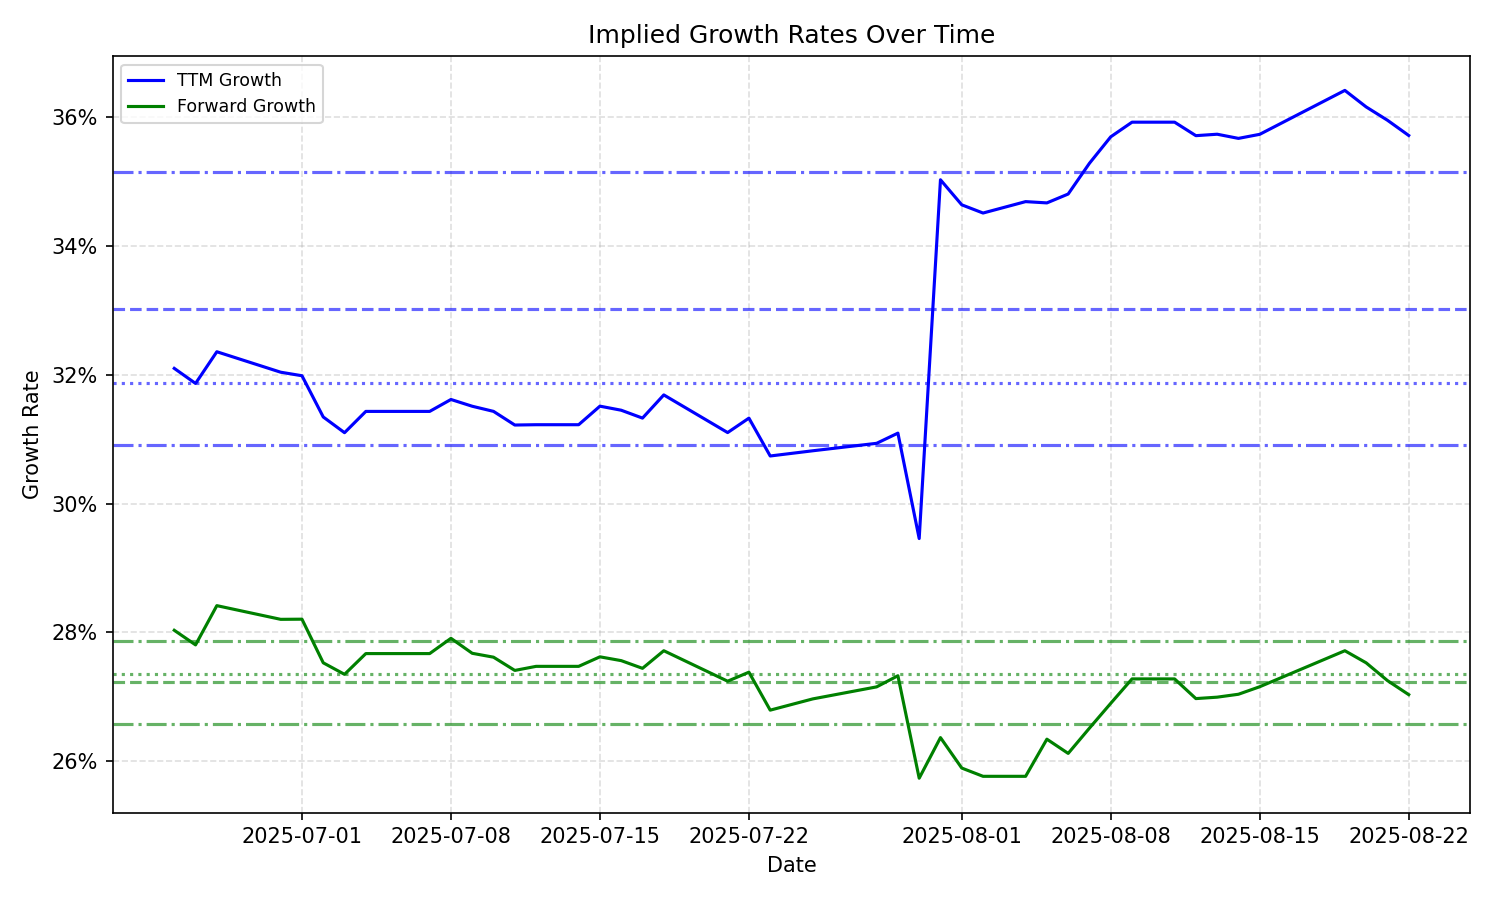 Implied Growth Rates Over Time
TTM Growth
Forward Growth
36%
34%
32%
30%
28%
26%
Growth Rate
2025-07-01
2025-07-08
2025-07-15
2025-07-22
2025-08-01
2025-08-08
2025-08-15
2025-08-22
Date